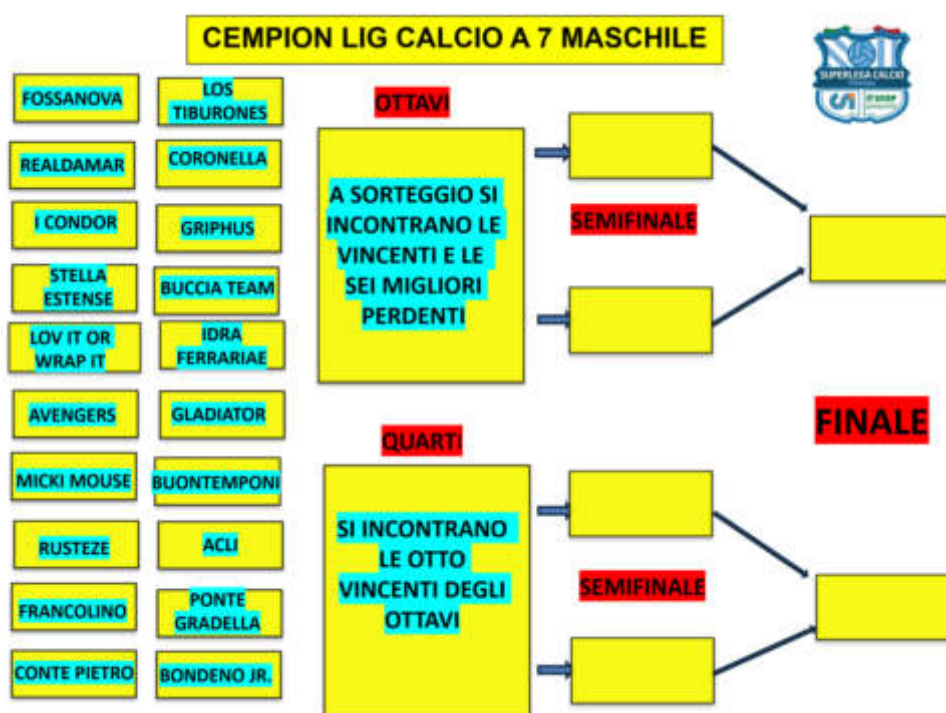 CEMPION LIG CALCIO A 7 MASCHILE
SUPERLEGA CALCIO
FOSSANOVA
LOS
TIBURONES
REALDAMAR
CORONELLA
I CONDOR
GRIPHUS
STELLA
ESTENSE
BUCCIA TEAM
LOV IT OR
WRAP IT
IDRA
FERRARIAE
AVENGERS
GLADIATOR
MICKI MOUSE
BUONTEMPONI
RUSTEZE
ACLI
FRANCOLINO
PONTE
GRADELLA
CONTE PIETRO
BONDENO JR.
OTTAVI
A SORTEGGIO SI
INCONTRANO LE
VINCENTI E LE
SEI MIGLIORI
PERDENTI
SEMIFINALE
QUARTI
SI INCONTRANO
LE OTTO
VINCENTI DEGLI
OTTAVI
SEMIFINALE
FINALE